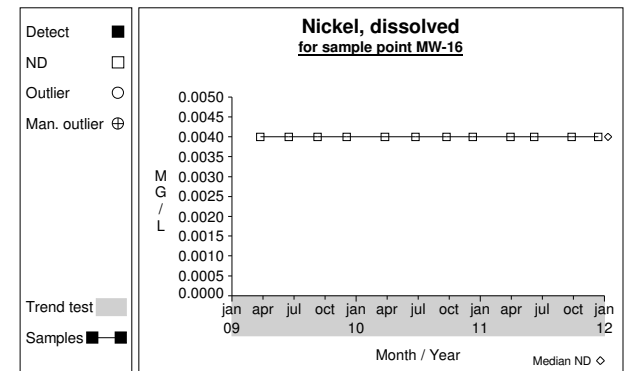 Detect
ND
Outlier
Man. outlier
Trend test
Samples
Nickel, dissolved
for sample point MW-16
M
G
/
L
0.0050
0.0045
0.0040
0.0035
0.0030
0.0025
0.0020
0.0015
0.0010
0.0005
0.0000
jan apr jul oct jan apr jul oct jan apr jul oct jan
09 10 11 12
Month / Year
Median ND